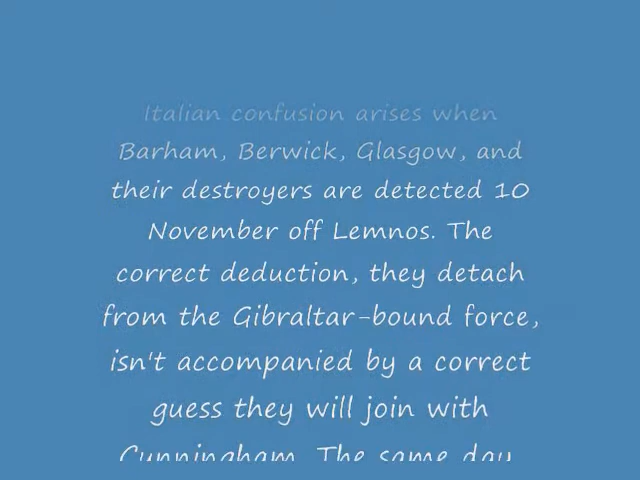 Italian confusion arises when
Barham, Berwick, Glasgow, and
their destroyers are detected 10
November off Lemnos. The
correct deduction, they detach
from the Gibraltar-bound force,
isn't accompanied by a correct
guess they will join with
Cunningham. The same day